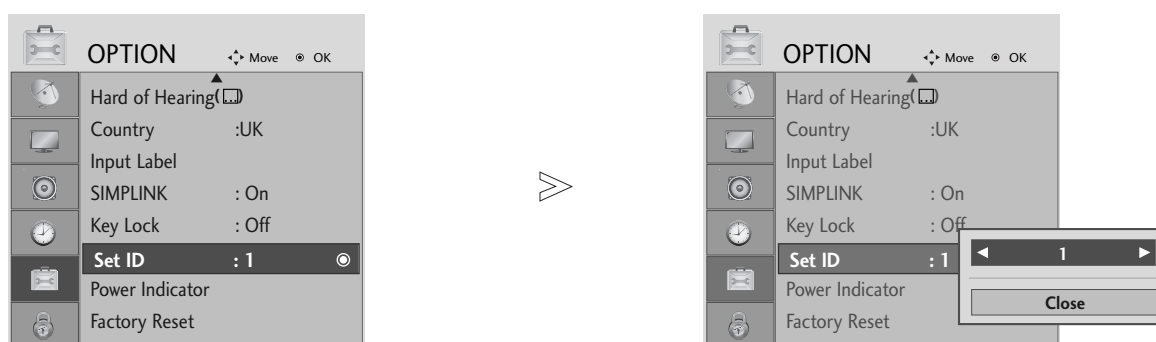 OPTION Move OK
Hard of Hearing( )
Country :UK
Input Label
SIMPLINK : On
Key Lock : Off
Set ID : 1
Power Indicator
Factory Reset
OPTION Move OK
Hard of Hearing( )
Country :UK
Input Label
SIMPLINK : On
Key Lock : Off
Set ID : 1
Power Indicator
Factory Reset
◄ 1 ►
Close